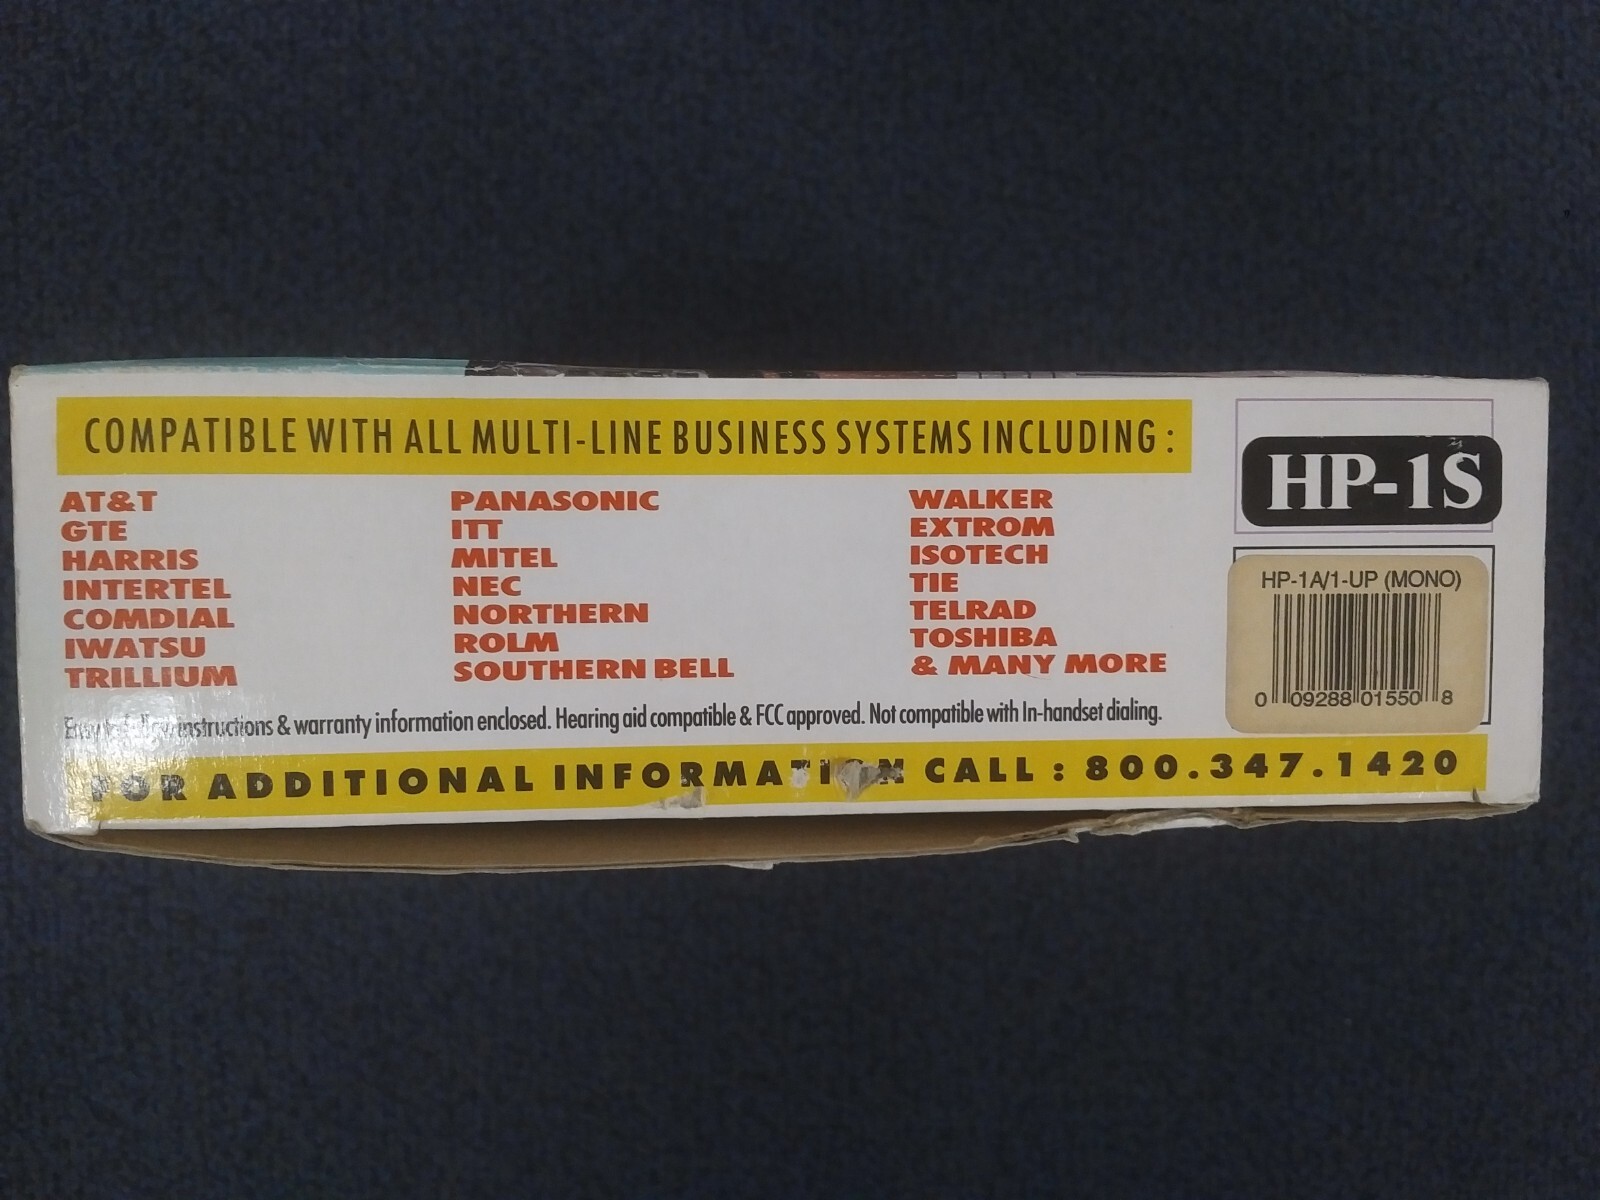 COMPATIBLE WITH ALL MULTI-LINE BUSINESS SYSTEMS INCLUDING :
AT&T
GTE
HARRIS
INTERTEL
COMDIAL
IWATSU
TRILLIUM
PANASONIC
ITT
MITEL
NEC
NORTHERN
ROLM
SOUTHERN BELL
WALKER
EXTROM
ISOTECH
TIE
TELRAD
TOSHIBA
& MANY MORE
instructions & warranty information enclosed. Hearing aid compatible & FCC approved. Not compatible with In-handset dialing.
FOR ADDITIONAL INFORMATION CALL : 800.347.1420
HP-1S
HP-1A/1-UP (MONO)
0 09288 01550 8